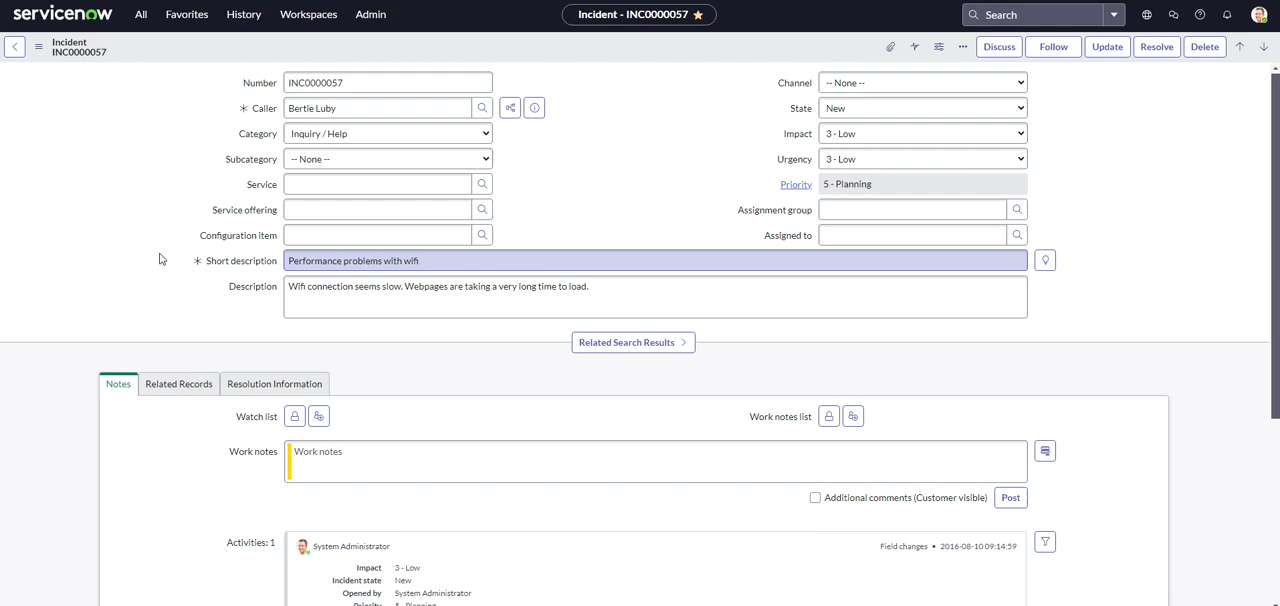 servicenow All Favorites History Workspaces Admin Incident - INC0000057 Search
Incident
INC0000057
Discuss Follow Update Resolve Delete
Number INC0000057 Channel -- None --
Caller Bertie Luby State New
Category Inquiry / Help Impact 3 - Low
Subcategory -- None -- Urgency 3 - Low
Service Priority 5 - Planning
Service offering Assignment group
Configuration item Assigned to
Short description Performance problems with wifi
Description Wifi connection seems slow. Webpages are taking a very long time to load.
Related Search Results
Notes Related Records Resolution Information
Watch list Work notes list
Work notes Work notes
Additional comments (Customer visible) Post
Activities: 1 System Administrator Field changes • 2016-08-10 09:14:59
Impact 3 - Low
Incident state New
Opened by System Administrator
Priority 5 - Planning